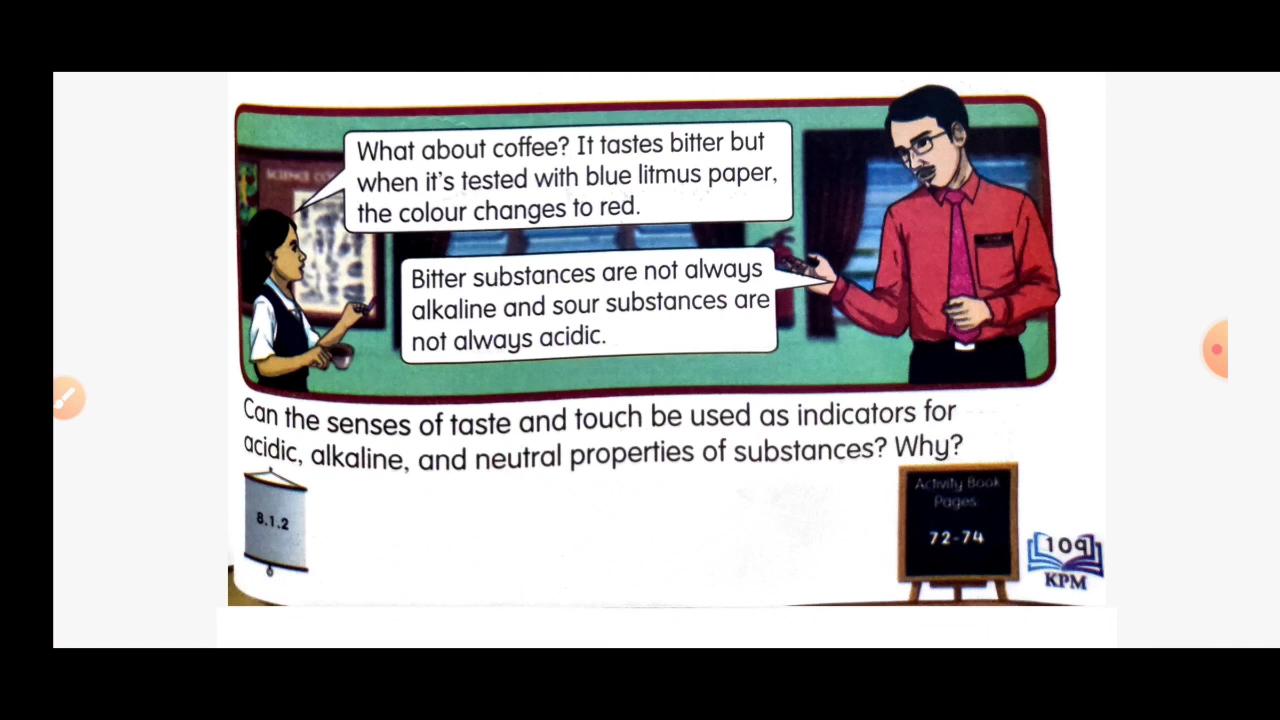 SCIENCE CO
What about coffee? It tastes bitter but
when it's tested with blue litmus paper,
the colour changes to red.
Bitter substances are not always
alkaline and sour substances are
not always acidic.
Can the senses of taste and touch be used as indicators for
acidic, alkaline, and neutral properties of substances? Why?
8.1.2
Activity Book
Pages
72-74
109
KPM